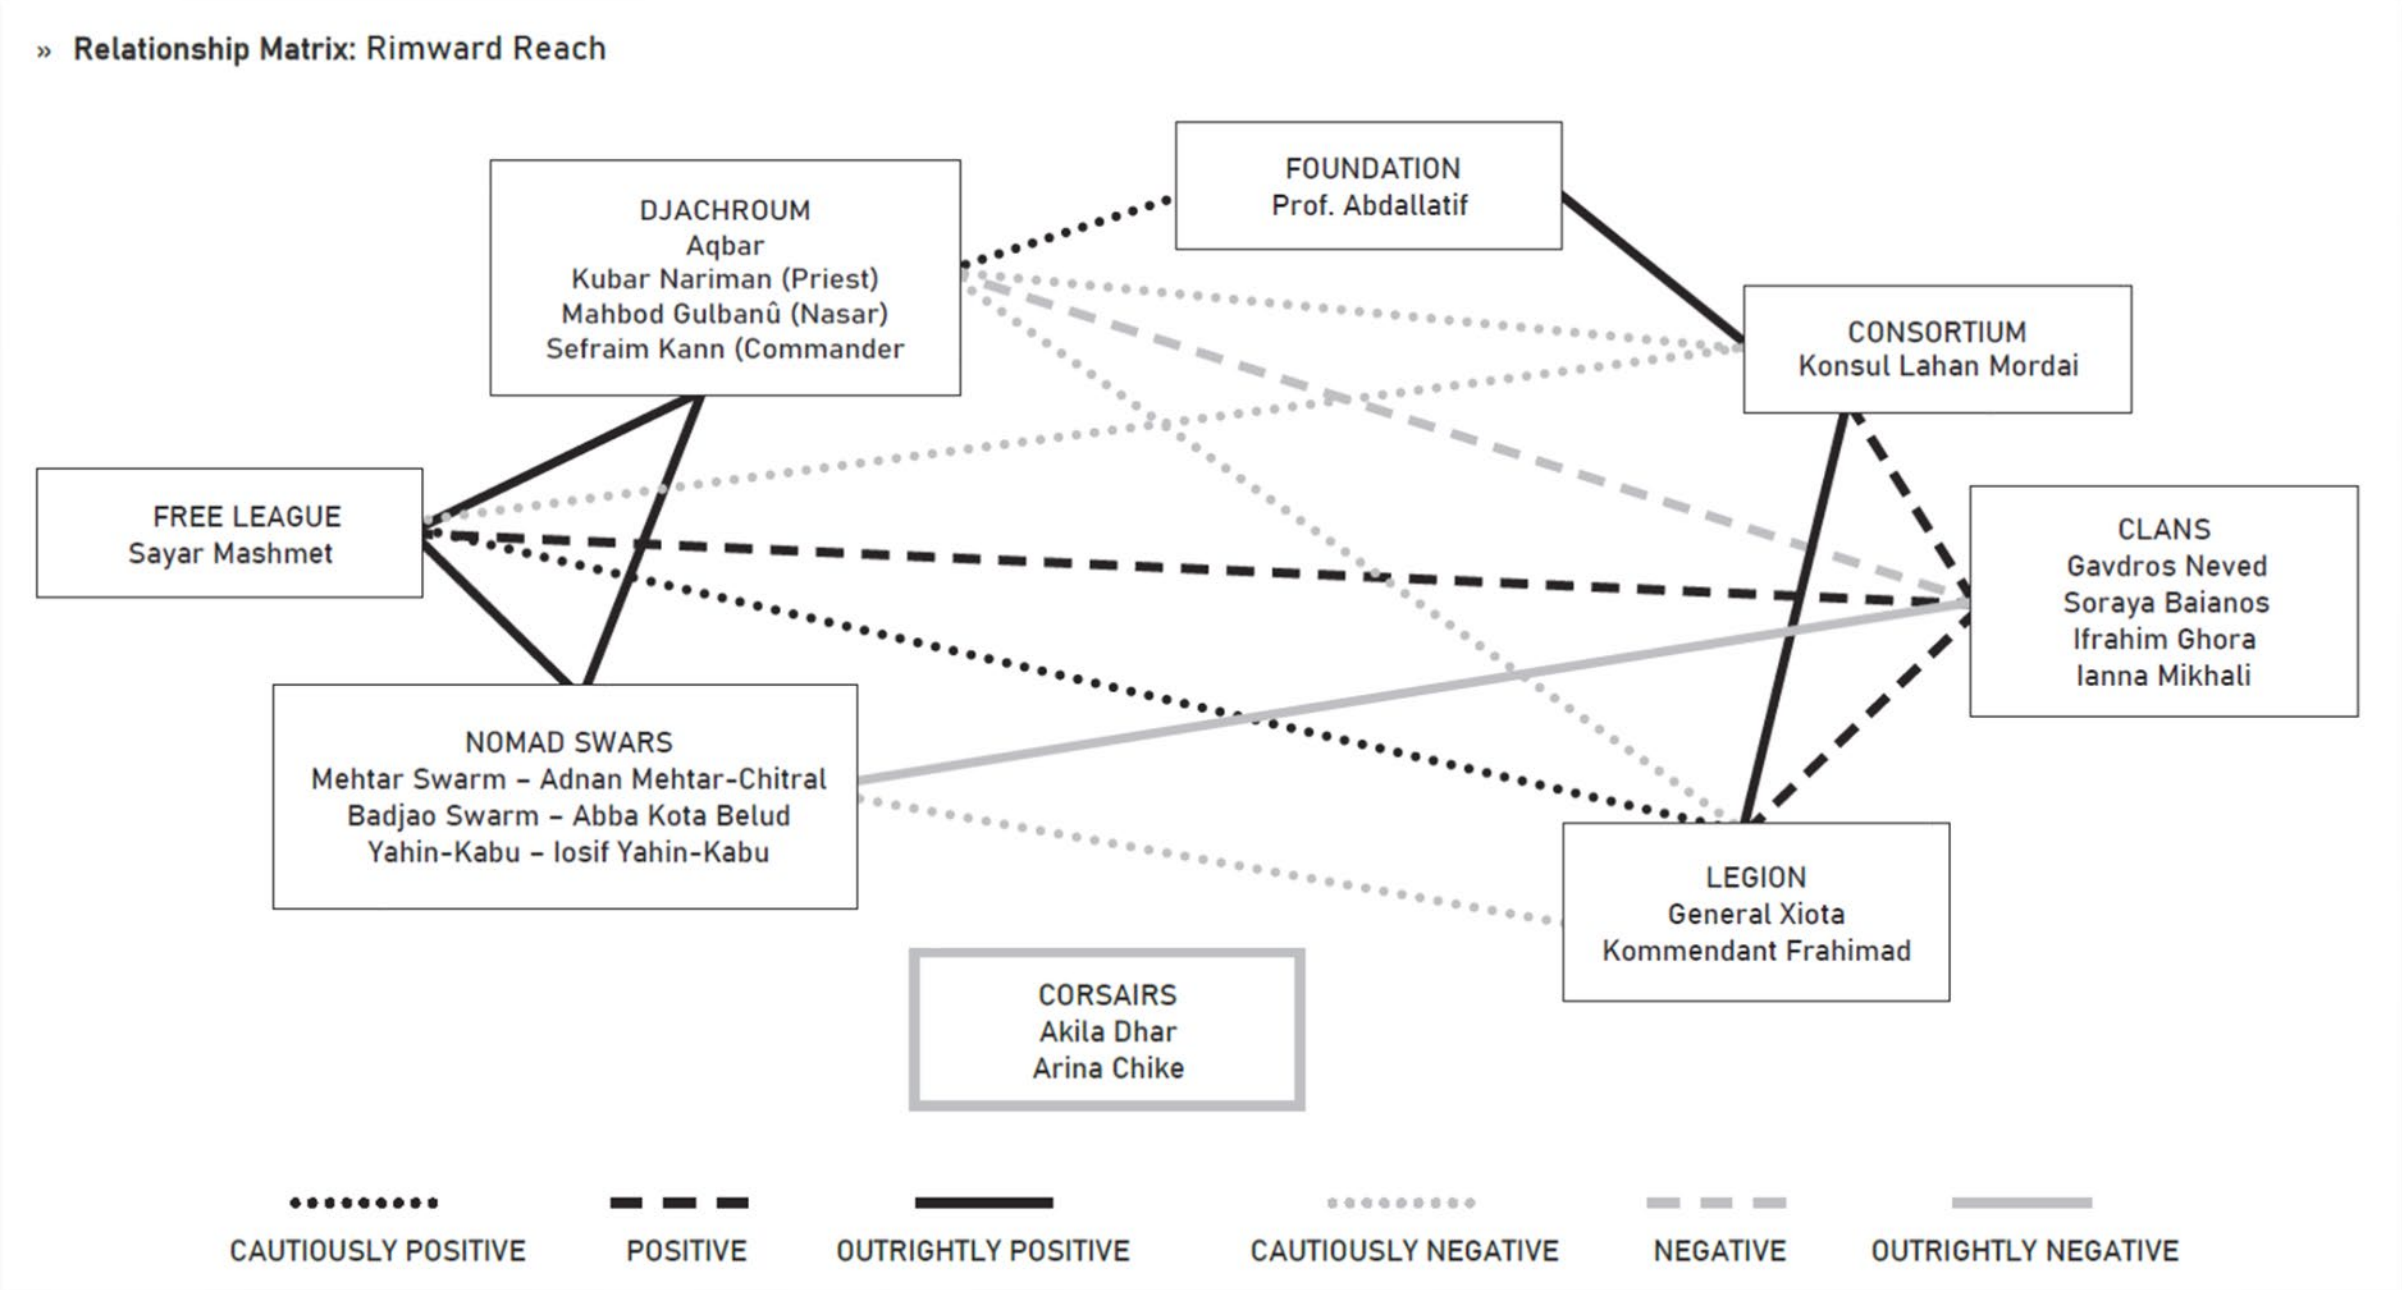 » Relationship Matrix: Rimward Reach
FOUNDATION
Prof. Abdallatif
DJACHROUM
Aqbar
Kubar Nariman (Priest)
Mahbod Gulbanû (Nasar)
Sefraim Kann (Commander
CONSORTIUM
Konsul Lahan Mordai
FREE LEAGUE
Sayar Mashmet
CLANS
Gavdros Neved
Soraya Baianos
Ifrahim Ghora
Ianna Mikhali
NOMAD SWARS
Mehtar Swarm – Adnan Mehtar-Chitral
Badjao Swarm – Abba Kota Belud
Yahin-Kabu – Iosif Yahin-Kabu
LEGION
General Xiota
Kommendant Frahimad
CORSAIRS
Akila Dhar
Arina Chike
CAUTIOUSLY POSITIVE
POSITIVE
OUTRIGHTLY POSITIVE
CAUTIOUSLY NEGATIVE
NEGATIVE
OUTRIGHTLY NEGATIVE